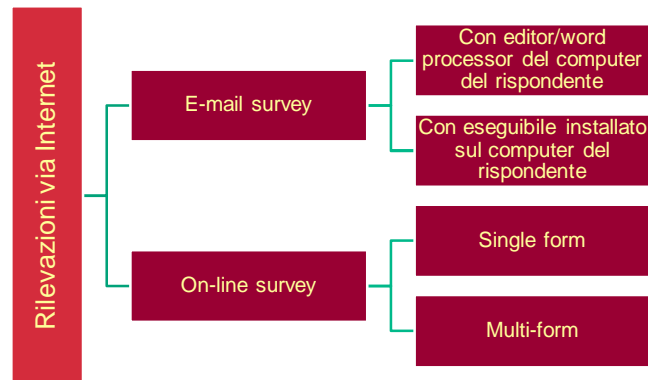 Rilevazioni via Internet
E-mail survey
Con editor/word
processor del computer
del rispondente
Con eseguibile installato
sul computer del
rispondente
On-line survey
Single form
Multi-form